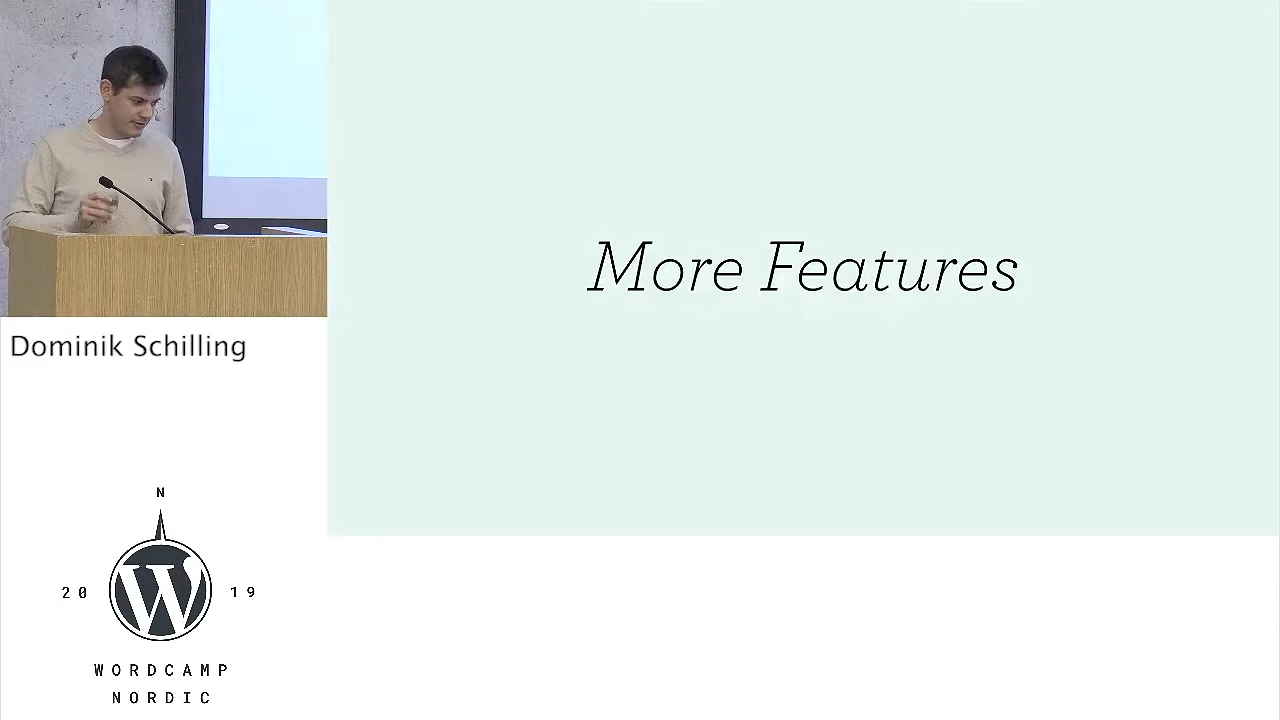 More Features
Dominik Schilling
N
20 19
WORDCAMP
NORDIC